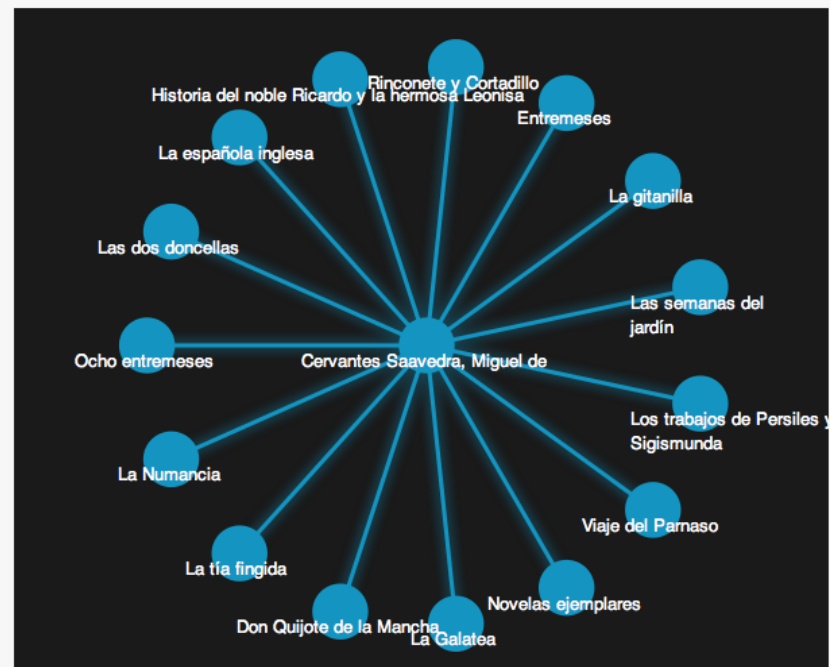 Rinconete y Cortadillo
Historia del noble Ricardo y la hermosa Leonisa
Entremeses
La española inglesa
La gitanilla
Las dos doncellas
Las semanas del
jardín
Ocho entremeses
Cervantes Saavedra, Miguel de
Los trabajos de Persiles y
Sigismunda
La Numancia
Viaje del Parnaso
La tía fingida
Novelas ejemplares
Don Quijote de la Mancha
La Galatea